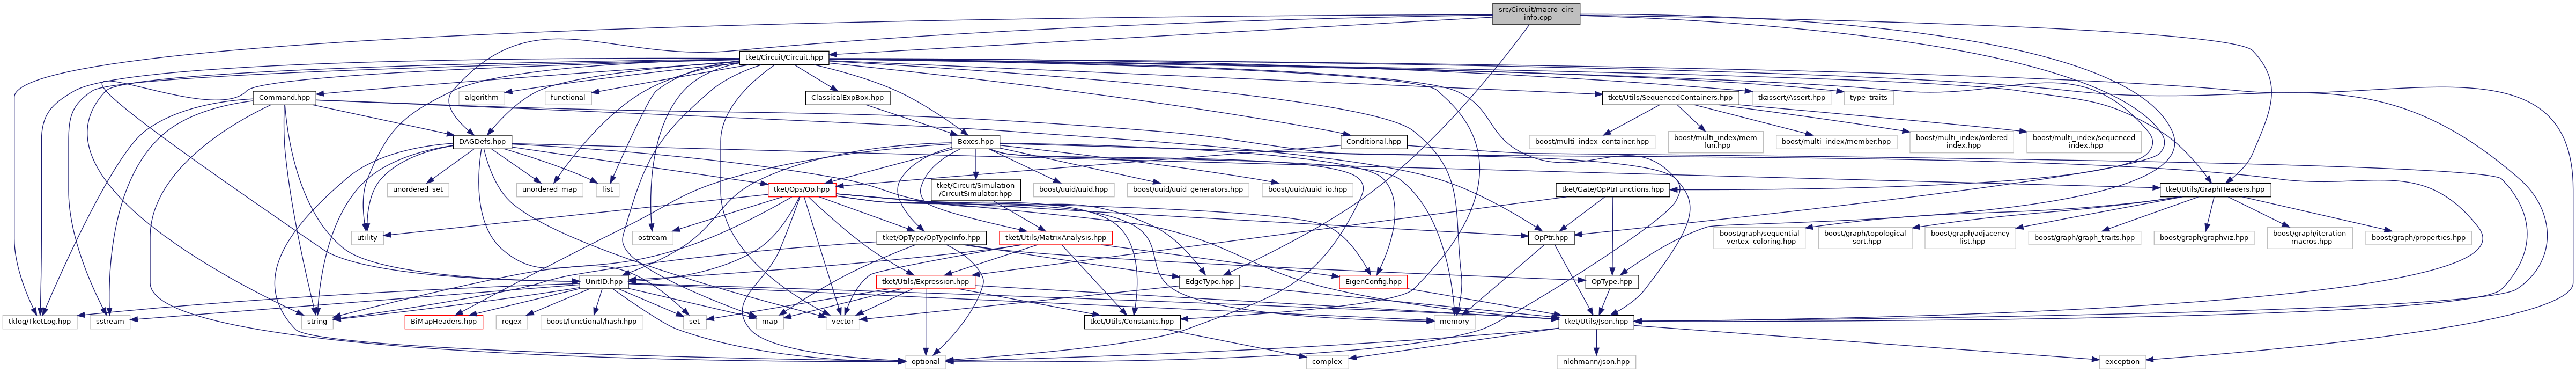 src/Circuit/macro_circ
_info.cpp
tket/Circuit/Circuit.hpp
Command.hpp
algorithm
functional
ClassicalExpBox.hpp
tket/Utils/SequencedContainers.hpp
tkassert/Assert.hpp
type_traits
DAGDefs.hpp
Boxes.hpp
Conditional.hpp
boost/multi_index_container.hpp
boost/multi_index/mem
_fun.hpp
boost/multi_index/member.hpp
boost/multi_index/ordered
_index.hpp
boost/multi_index/sequenced
_index.hpp
unordered_set
unordered_map
list
tket/Ops/Op.hpp
tket/Circuit/Simulation
/CircuitSimulator.hpp
boost/uuid/uuid.hpp
boost/uuid/uuid_generators.hpp
boost/uuid/uuid_io.hpp
tket/Gate/OpPtrFunctions.hpp
tket/Utils/GraphHeaders.hpp
utility
ostream
tket/OpType/OpTypeInfo.hpp
tket/Utils/MatrixAnalysis.hpp
OpPtr.hpp
boost/graph/sequential
_vertex_coloring.hpp
boost/graph/topological
_sort.hpp
boost/graph/adjacency
_list.hpp
boost/graph/graph_traits.hpp
boost/graph/graphviz.hpp
boost/graph/iteration
_macros.hpp
boost/graph/properties.hpp
UnitID.hpp
tket/Utils/Expression.hpp
EdgeType.hpp
EigenConfig.hpp
OpType.hpp
tklog/TketLog.hpp
sstream
string
BiMapHeaders.hpp
regex
boost/functional/hash.hpp
set
map
vector
tket/Utils/Constants.hpp
memory
tket/Utils/Json.hpp
optional
complex
nlohmann/json.hpp
exception